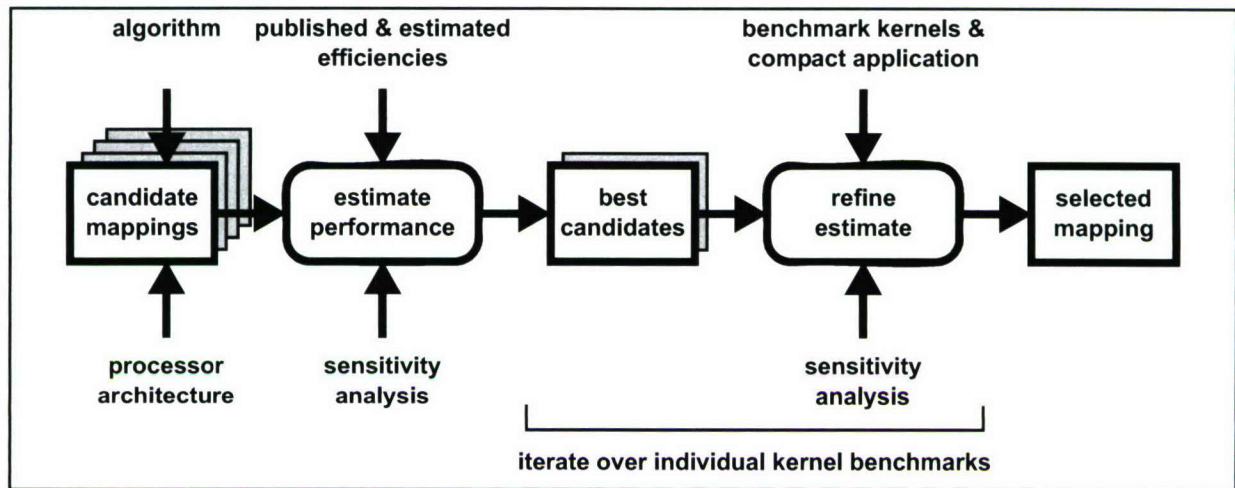 algorithm
published & estimated
efficiencies
benchmark kernels &
compact application
candidate
mappings
estimate
performance
best
candidates
refine
estimate
selected
mapping
processor
architecture
sensitivity
analysis
sensitivity
analysis
iterate over individual kernel benchmarks